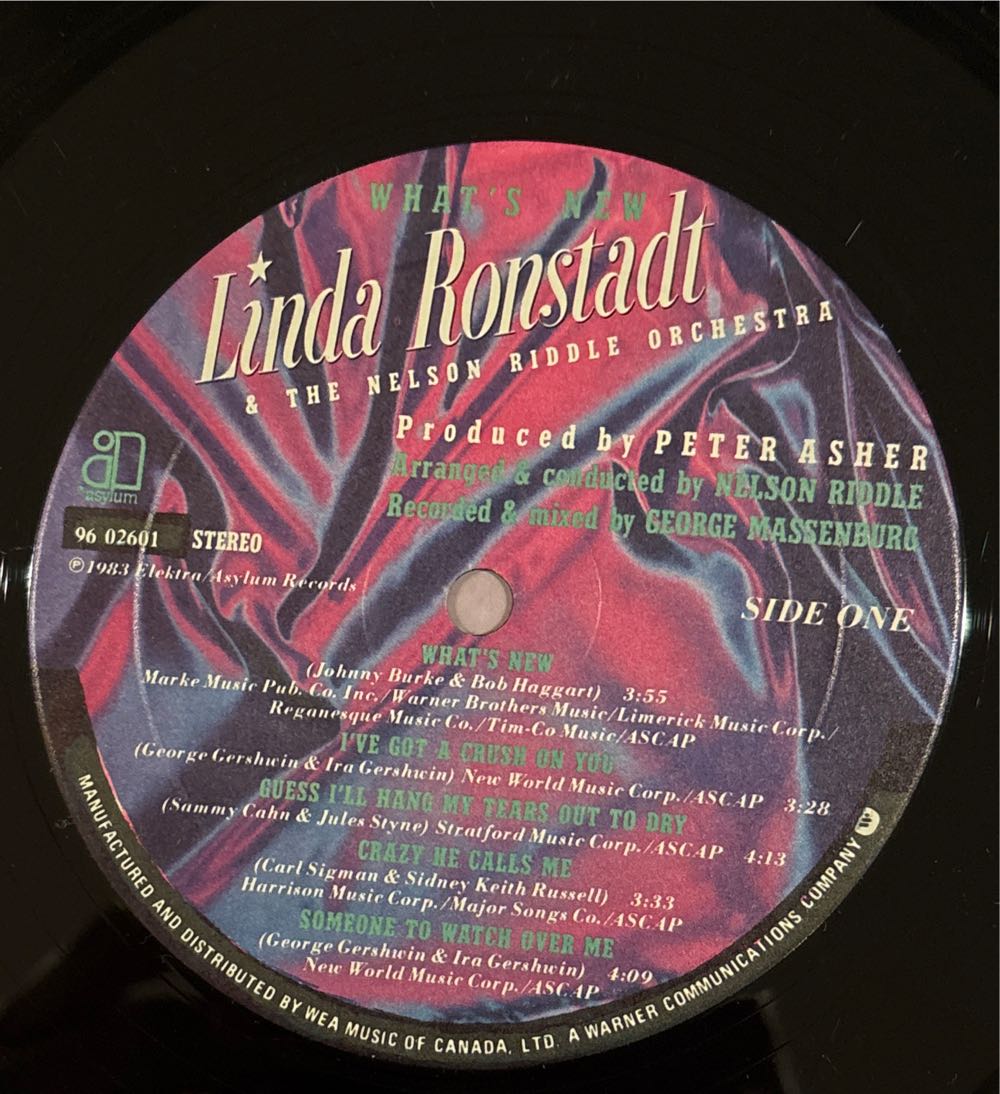 WHAT'S NEW
Linda Ronstadt
& THE NELSON RIDDLE ORCHESTRA
Produced by PETER ASHER
Arranged & conducted by NELSON RIDDLE
Recorded & mixed by GEORGE MASSENBURG
asylum
96 02601 STEREO
℗1983 Elektra/Asylum Records
SIDE ONE
WHAT'S NEW
(Johnny Burke & Bob Haggart) 3:55
Marke Music Pub. Co. Inc./Warner Brothers Music/Limerick Music Corp./
Reganesque Music Co./Tim-Co Music/ASCAP
I'VE GOT A CRUSH ON YOU
(George Gershwin & Ira Gershwin) New World Music Corp./ASCAP 3:28
GUESS I'LL HANG MY TEARS OUT TO DRY
(Sammy Cahn & Jules Styne) Stratford Music Corp./ASCAP 4:13
CRAZY HE CALLS ME
(Carl Sigman & Sidney Keith Russell) 3:33
Harrison Music Corp./Major Songs Co./ASCAP
SOMEONE TO WATCH OVER ME
(George Gershwin & Ira Gershwin) 4:09
New World Music Corp./ASCAP
MANUFACTURED AND DISTRIBUTED BY WEA MUSIC OF CANADA, LTD. A WARNER COMMUNICATIONS COMPANY